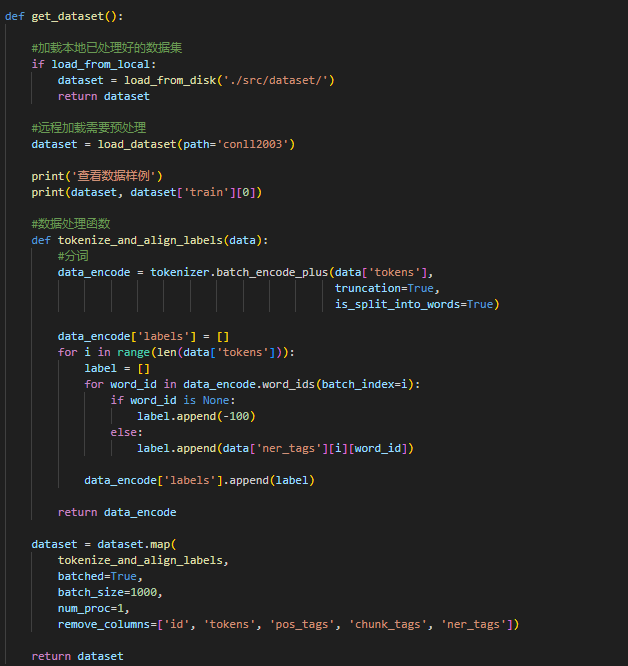 def get_dataset():
#加载本地已处理好的数据集
if load_from_local:
dataset = load_from_disk('./src/dataset/')
return dataset
#远程加载需要预处理
dataset = load_dataset(path='conll2003')
print('查看数据样例')
print(dataset, dataset['train'][0])
#数据处理函数
def tokenize_and_align_labels(data):
#分词
data_encode = tokenizer.batch_encode_plus(data['tokens'],
truncation=True,
is_split_into_words=True)
data_encode['labels'] = []
for i in range(len(data['tokens'])):
label = []
for word_id in data_encode.word_ids(batch_index=i):
if word_id is None:
label.append(-100)
else:
label.append(data['ner_tags'][i][word_id])
data_encode['labels'].append(label)
return data_encode
dataset = dataset.map(
tokenize_and_align_labels,
batched=True,
batch_size=1000,
num_proc=1,
remove_columns=['id', 'tokens', 'pos_tags', 'chunk_tags', 'ner_tags'])
return dataset